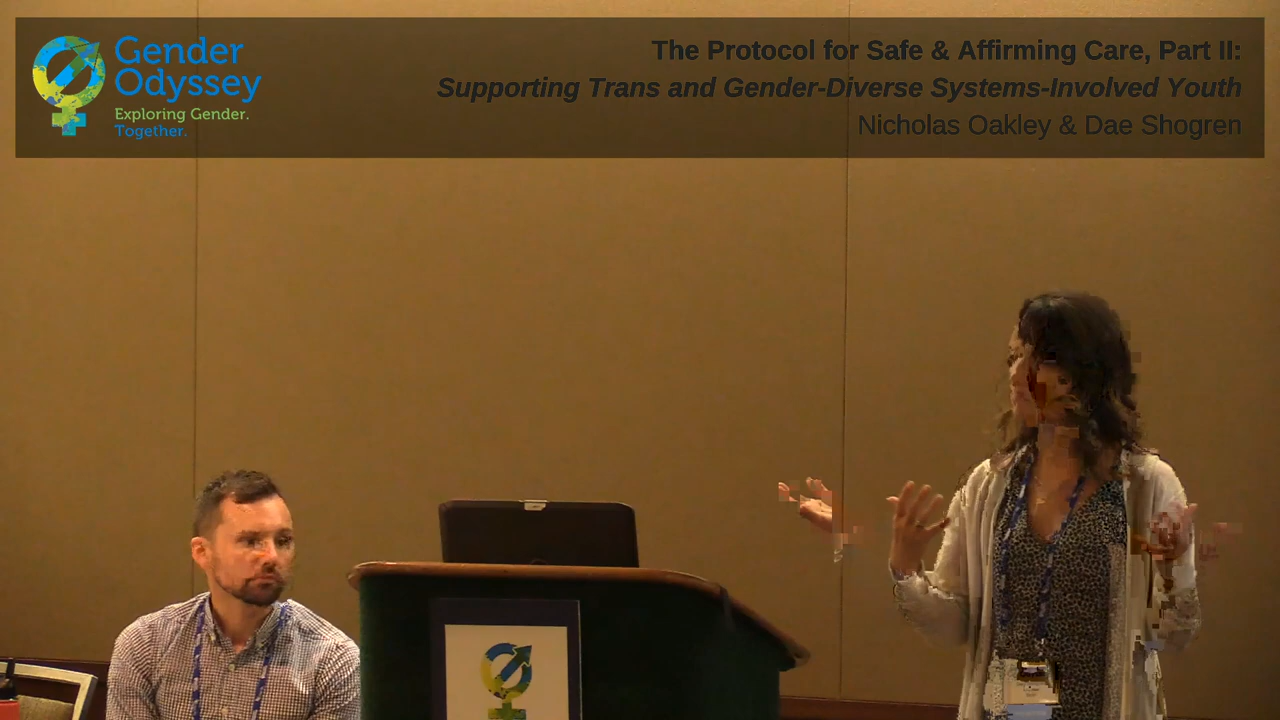 Gender
Odyssey
Exploring Gender.
Together.
The Protocol for Safe & Affirming Care, Part II:
Supporting Trans and Gender-Diverse Systems-Involved Youth
Nicholas Oakley & Dae Shogren